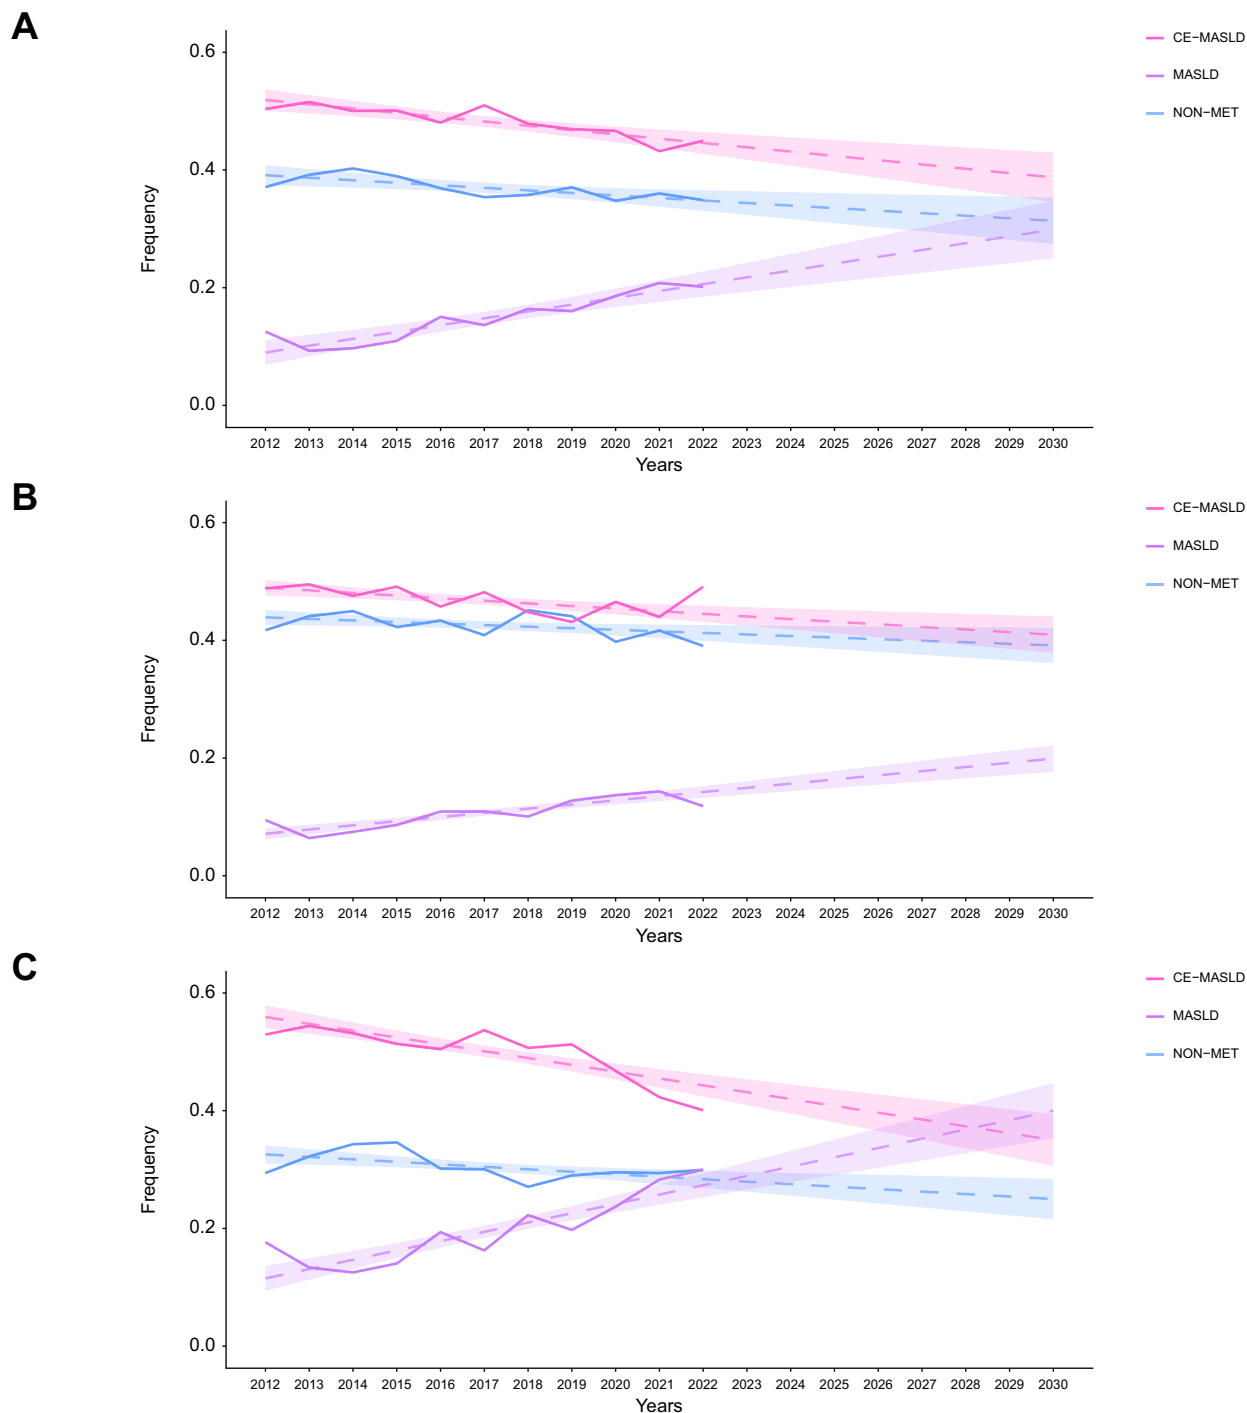 A
CE−MASLD
MASLD
NON−MET
0.6
0.4
0.2
0.0
Frequency
2012 2013 2014 2015 2016 2017 2018 2019 2020 2021 2022 2023 2024 2025 2026 2028 2028 2029 2030
Years
B
CE−MASLD
MASLD
NON−MET
0.6
0.4
0.2
0.0
Frequency
2012 2013 2014 2015 2016 2017 2018 2019 2020 2021 2022 2023 2024 2025 2026 2027 2028 2029 2030
Years
C
CE−MASLD
MASLD
NON−MET
0.6
0.4
0.2
0.0
Frequency
2012 2013 2014 2015 2016 2017 2018 2019 2020 2021 2022 2023 2024 2025 2026 2027 2028 2029 2030
Years